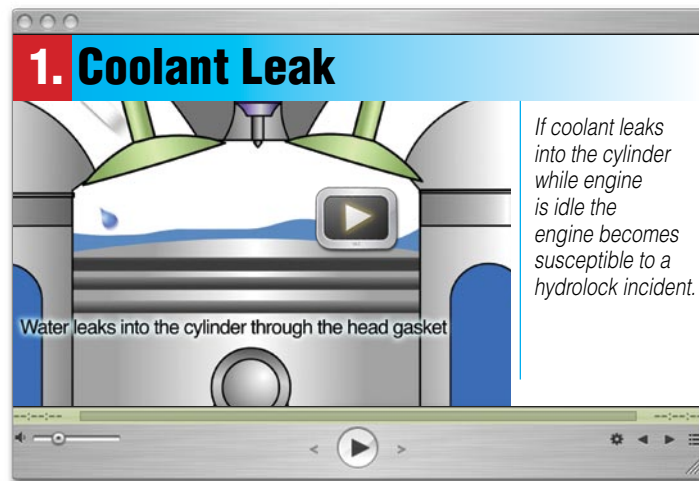 1. Coolant Leak
If coolant leaks
into the cylinder
while engine
is idle the
engine becomes
susceptible to a
hydrolock incident.
Water leaks into the cylinder through the head gasket
--:--:--
--:--:--